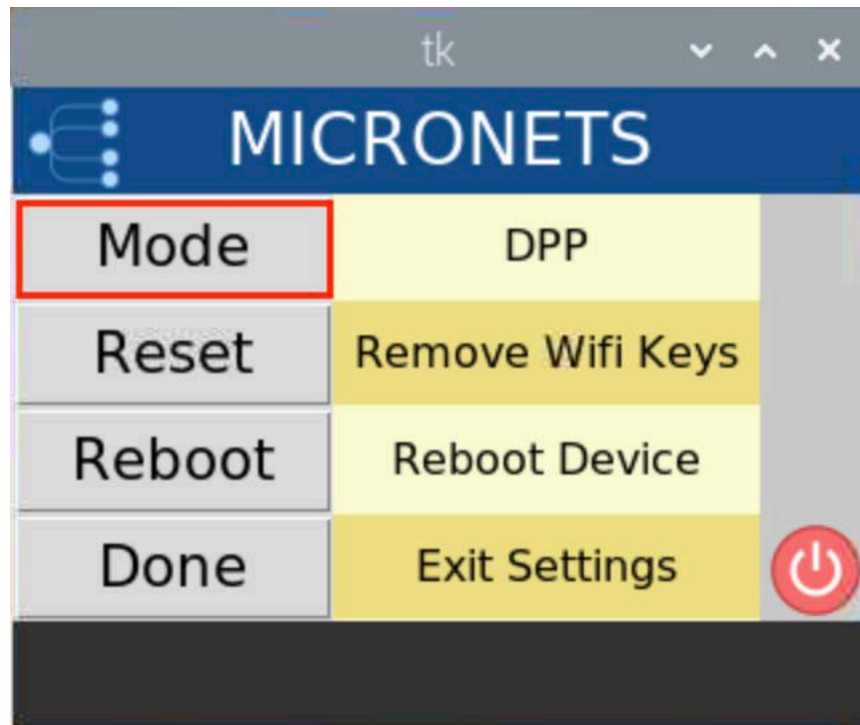 tk
MICRONETS
Mode DPP
Reset Remove Wifi Keys
Reboot Reboot Device
Done Exit Settings